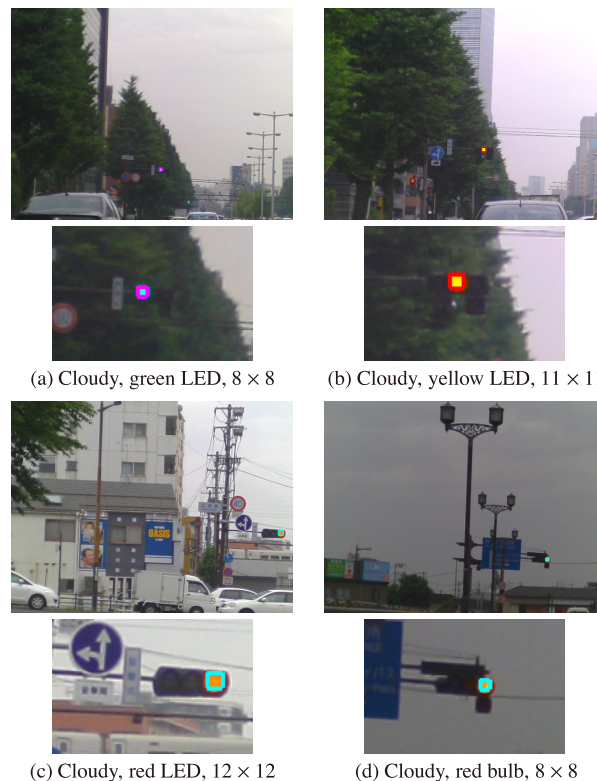 (a) Cloudy, green LED, 8 × 8
(b) Cloudy, yellow LED, 11 × 1
OASIS
(c) Cloudy, red LED, 12 × 12
(d) Cloudy, red bulb, 8 × 8